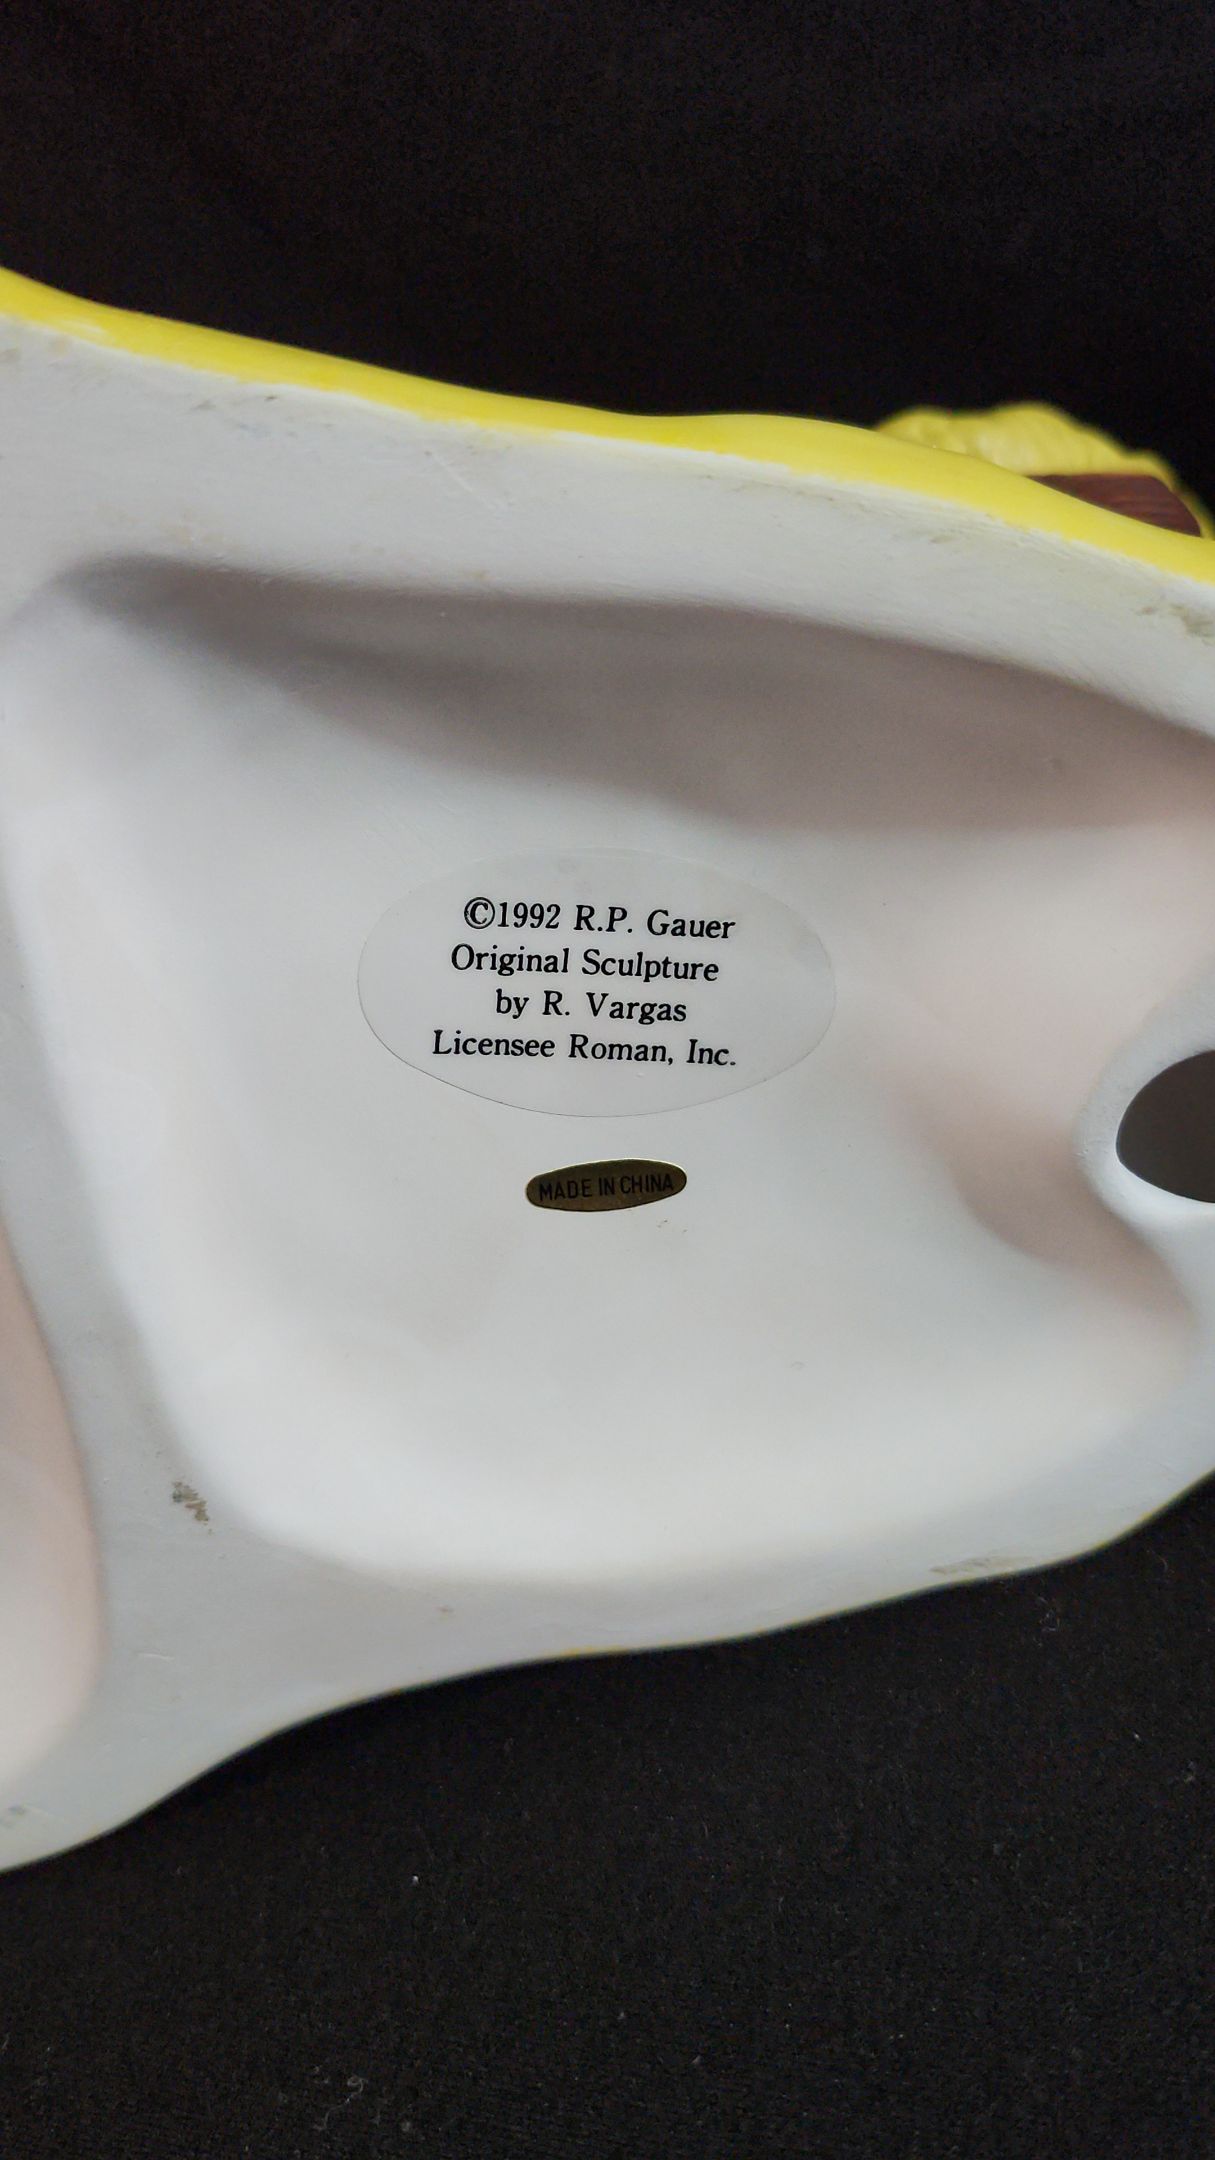 ©1992 R.P. Gauer
Original Sculpture
by R. Vargas
Licensee Roman, Inc.
MADE IN CHINA